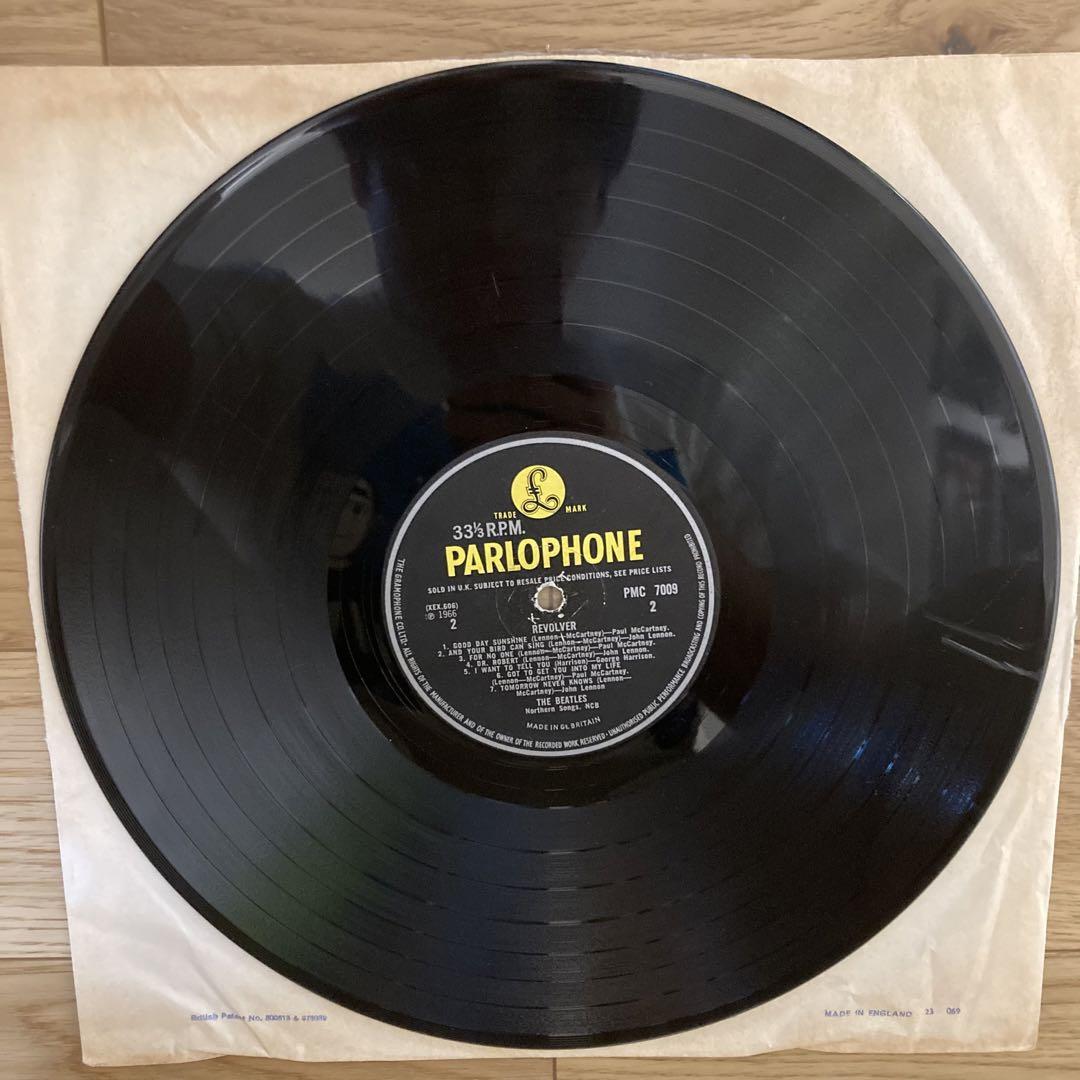 £
TRADE MARK
33⅓ R.P.M.
PARLOPHONE
SOLD IN U.K. SUBJECT TO RESALE PRICE CONDITIONS, SEE PRICE LISTS
(XEX.606)
℗ 1966
2
PMC 7009
2
REVOLVER
1. GOOD DAY SUNSHINE (Lennon—McCartney)—Paul McCartney.
2. AND YOUR BIRD CAN SING (Lennon—McCartney)—John Lennon.
3. FOR NO ONE (Lennon—McCartney)—Paul McCartney.
4. DR. ROBERT (Lennon—McCartney)—John Lennon.
5. I WANT TO TELL YOU (Harrison)—George Harrison.
6. GOT TO GET YOU INTO MY LIFE
(Lennon—McCartney)—Paul McCartney.
7. TOMORROW NEVER KNOWS (Lennon—
McCartney)—John Lennon
THE BEATLES
Northern Songs, NCB
MADE IN GT. BRITAIN
THE GRAMOPHONE CO. LTD. • ALL RIGHTS OF THE MANUFACTURER AND OF THE OWNER OF THE RECORDED WORK RESERVED • UNAUTHORISED PUBLIC PERFORMANCE, BROADCASTING AND COPYING OF THIS RECORD PROHIBITED
British Patent No.
MADE IN ENGLAND 23 069